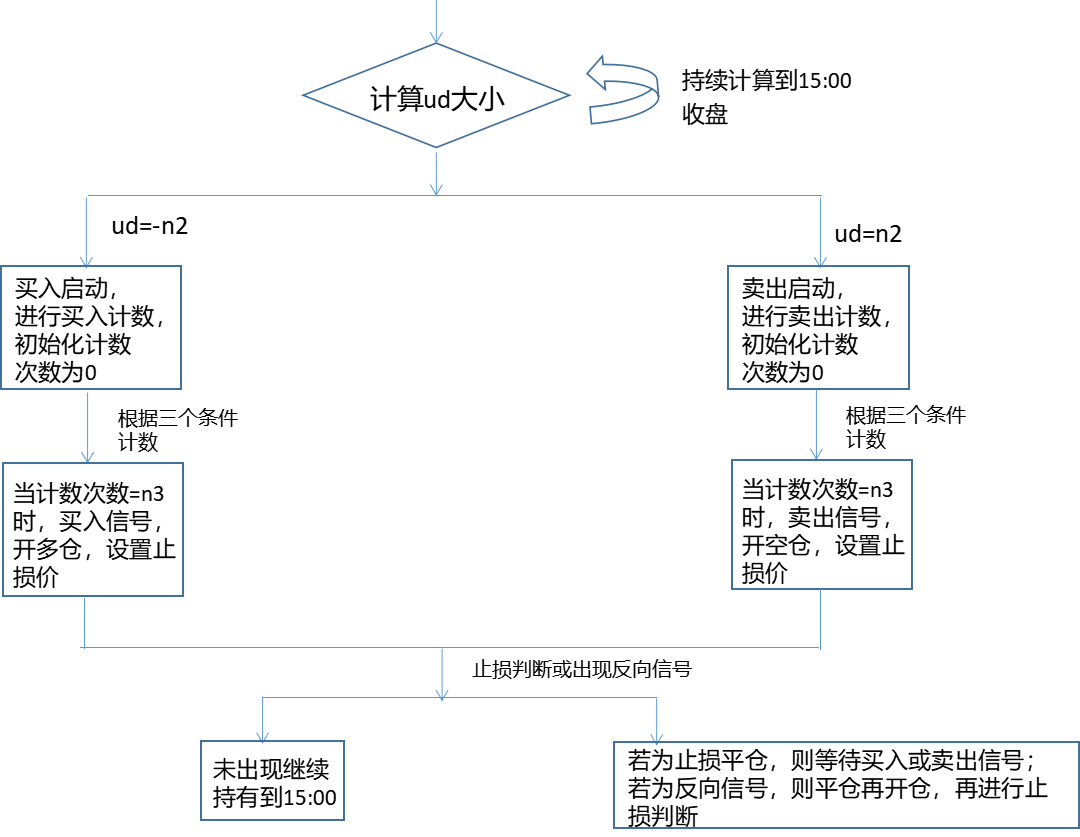 计算ud大小
持续计算到15:00
收盘
ud=-n2
ud=n2
买入启动，
进行买入计数，
初始化计数
次数为0
卖出启动，
进行卖出计数，
初始化计数
次数为0
根据三个条件
计数
根据三个条件
计数
当计数次数=n3
时，买入信号，
开多仓，设置止
损价
当计数次数=n3
时，卖出信号，
开空仓，设置止
损价
止损判断或出现反向信号
未出现继续
持有到15:00
若为止损平仓，则等待买入或卖出信号；
若为反向信号，则平仓再开仓，再进行止
损判断